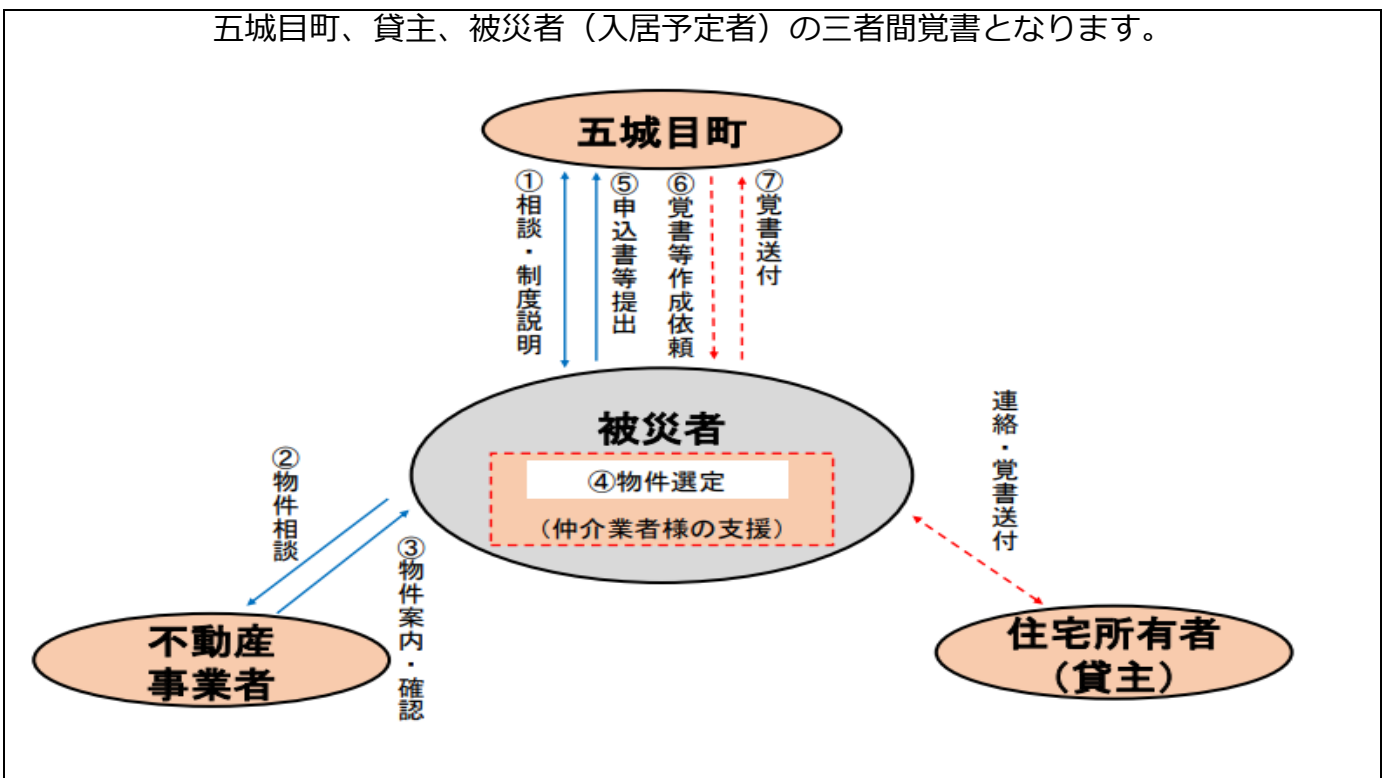 五城目町、貸主、被災者（入居予定者）の三者間覚書となります。
五城目町
①相談・制度説明
⑤申込書等提出
⑥覚書等作成依頼
⑦覚書送付
被災者
④物件選定
（仲介業者様の支援）
連絡・覚書送付
②物件相談
③物件案内・確認
不動産
事業者
住宅所有者
（貸主）